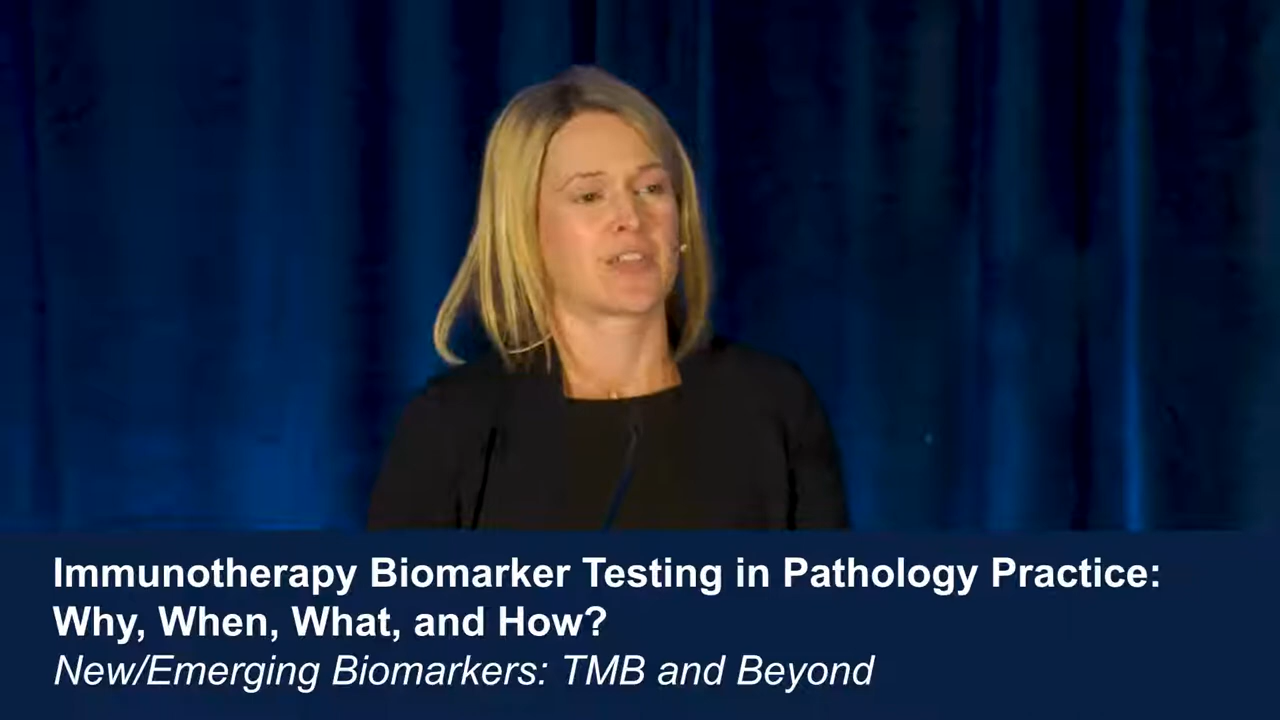 Immunotherapy Biomarker Testing in Pathology Practice:
Why, When, What, and How?
New/Emerging Biomarkers: TMB and Beyond